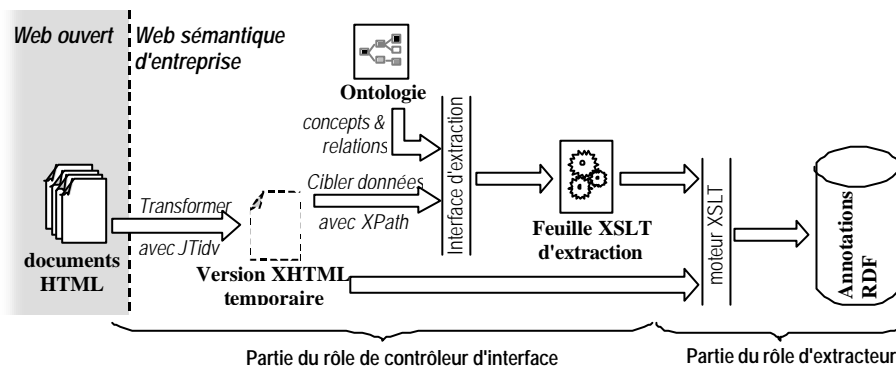 Web ouvert
Web sémantique
d'entreprise
Ontologie
concepts &
relations
Interface d'extraction
Cibler données
avec XPath
Transformer
avec JTidy
documents
HTML
Version XHTML
temporaire
Feuille XSLT
d'extraction
moteur XSLT
Annotations
RDF
Partie du rôle de contrôleur d'interface
Partie du rôle d'extracteur